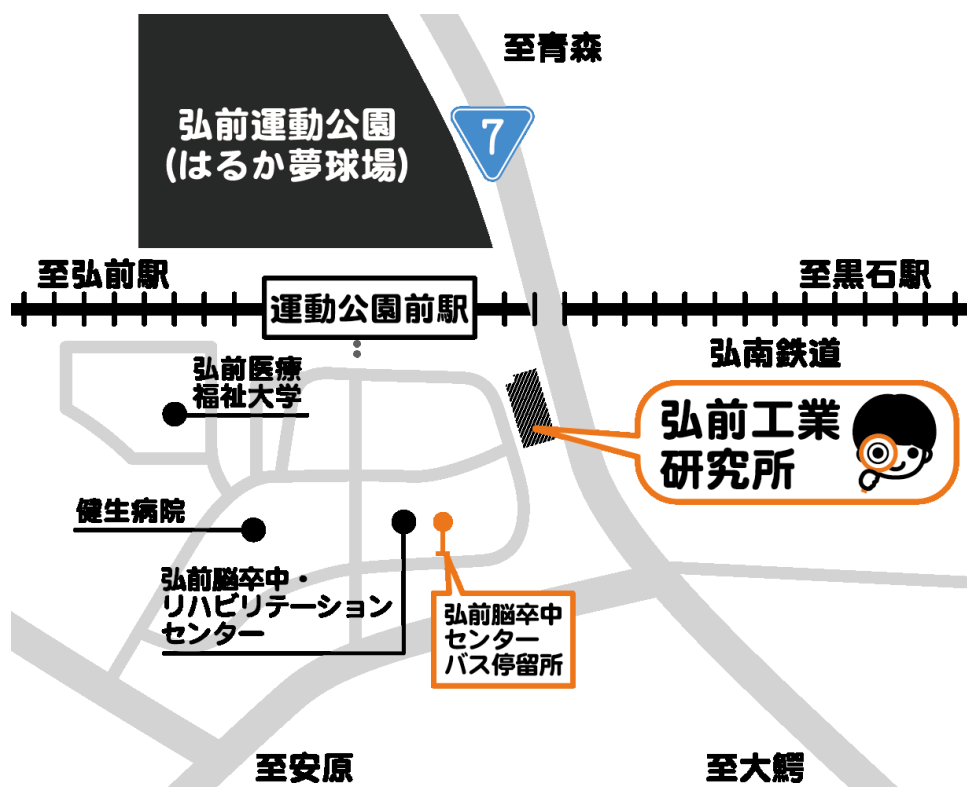 至青森
弘前運動公園
(はるか夢球場)
7
至弘前駅
至黒石駅
運動公園前駅
弘南鉄道
弘前医療
福祉大学
弘前工業
研究所
健生病院
弘前脳卒中・
リハビリテーション
センター
弘前脳卒中
センター
バス停留所
至安原
至大鰐